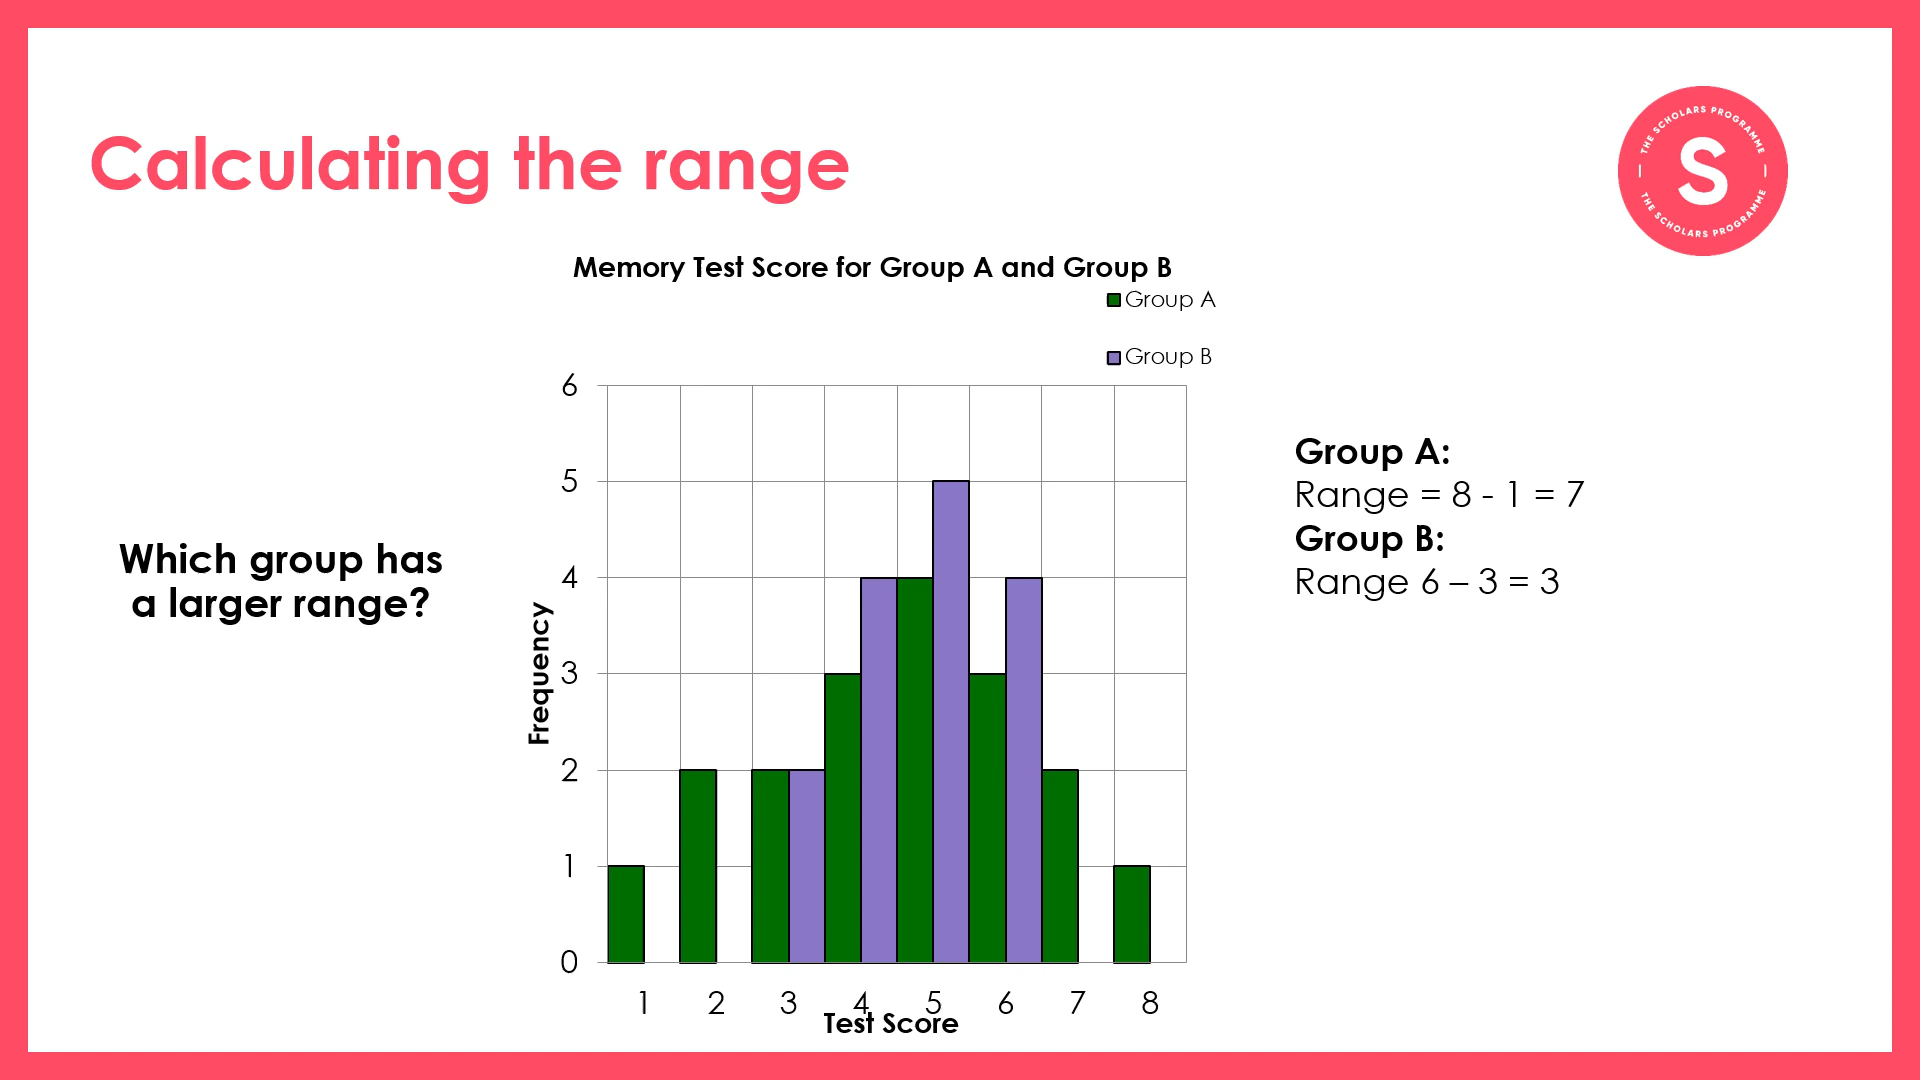 Calculating the range
THE SCHOLARS PROGRAMME
S
THE SCHOLARS PROGRAMME
Memory Test Score for Group A and Group B
Group A
Group B
Which group has
a larger range?
Frequency
6
5
4
3
2
1
0
1 2 3 4 5 6 7 8
Test Score
Group A:
Range = 8 - 1 = 7
Group B:
Range 6 – 3 = 3